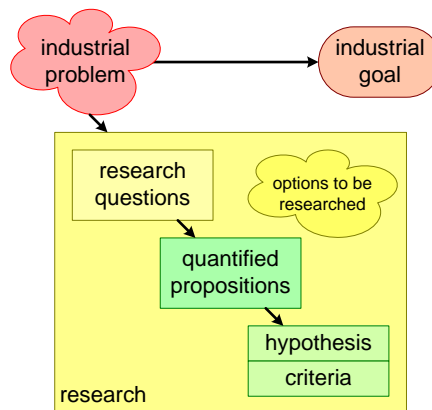 industrial
problem
industrial
goal
research
questions
options to be
researched
quantified
propositions
hypothesis
criteria
research